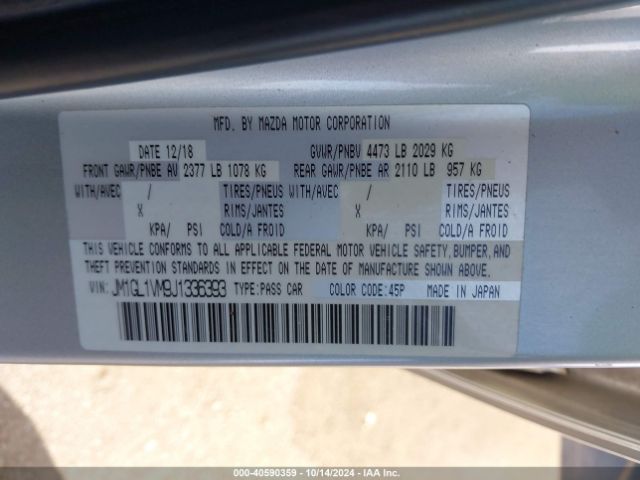 MFD. BY MAZDA MOTOR CORPORATION
DATE 12/18 GVWR/PNBV 4473 LB 2029 KG
FRONT GAWR/PNBE AV 2377 LB 1078 KG REAR GAWR/PNBE AR 2110 LB 957 KG
WITH/AVEC / TIRES/PNEUS WITH/AVEC / TIRES/PNEUS
X RIMS/JANTES X RIMS/JANTES
KPA/ PSI COLD/A FROID KPA/ PSI COLD/A FROID
THIS VEHICLE CONFORMS TO ALL APPLICABLE FEDERAL MOTOR VEHICLE SAFETY, BUMPER, AND
THEFT PREVENTION STANDARDS IN EFFECT ON THE DATE OF MANUFACTURE SHOWN ABOVE.
VIN: JM1GL1VM9J1336393 TYPE:PASS CAR COLOR CODE:45P MADE IN JAPAN
000-40590359 | 10/14/2024 | IAA Inc.